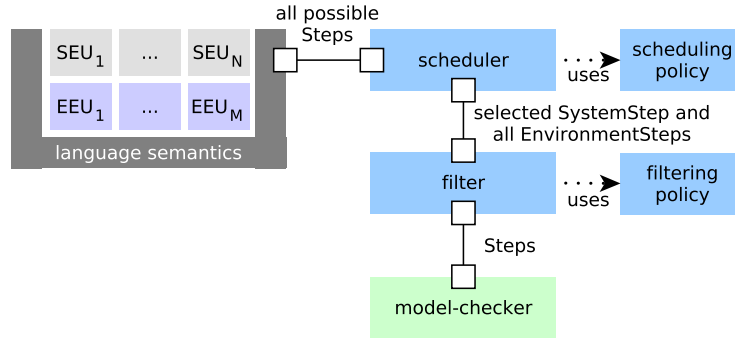 all possible
Steps
SEU1 ... SEUN
EEU1 ... EEUM
language semantics
scheduler
uses
scheduling
policy
selected SystemStep and
all EnvironmentSteps
filter
uses
filtering
policy
Steps
model-checker